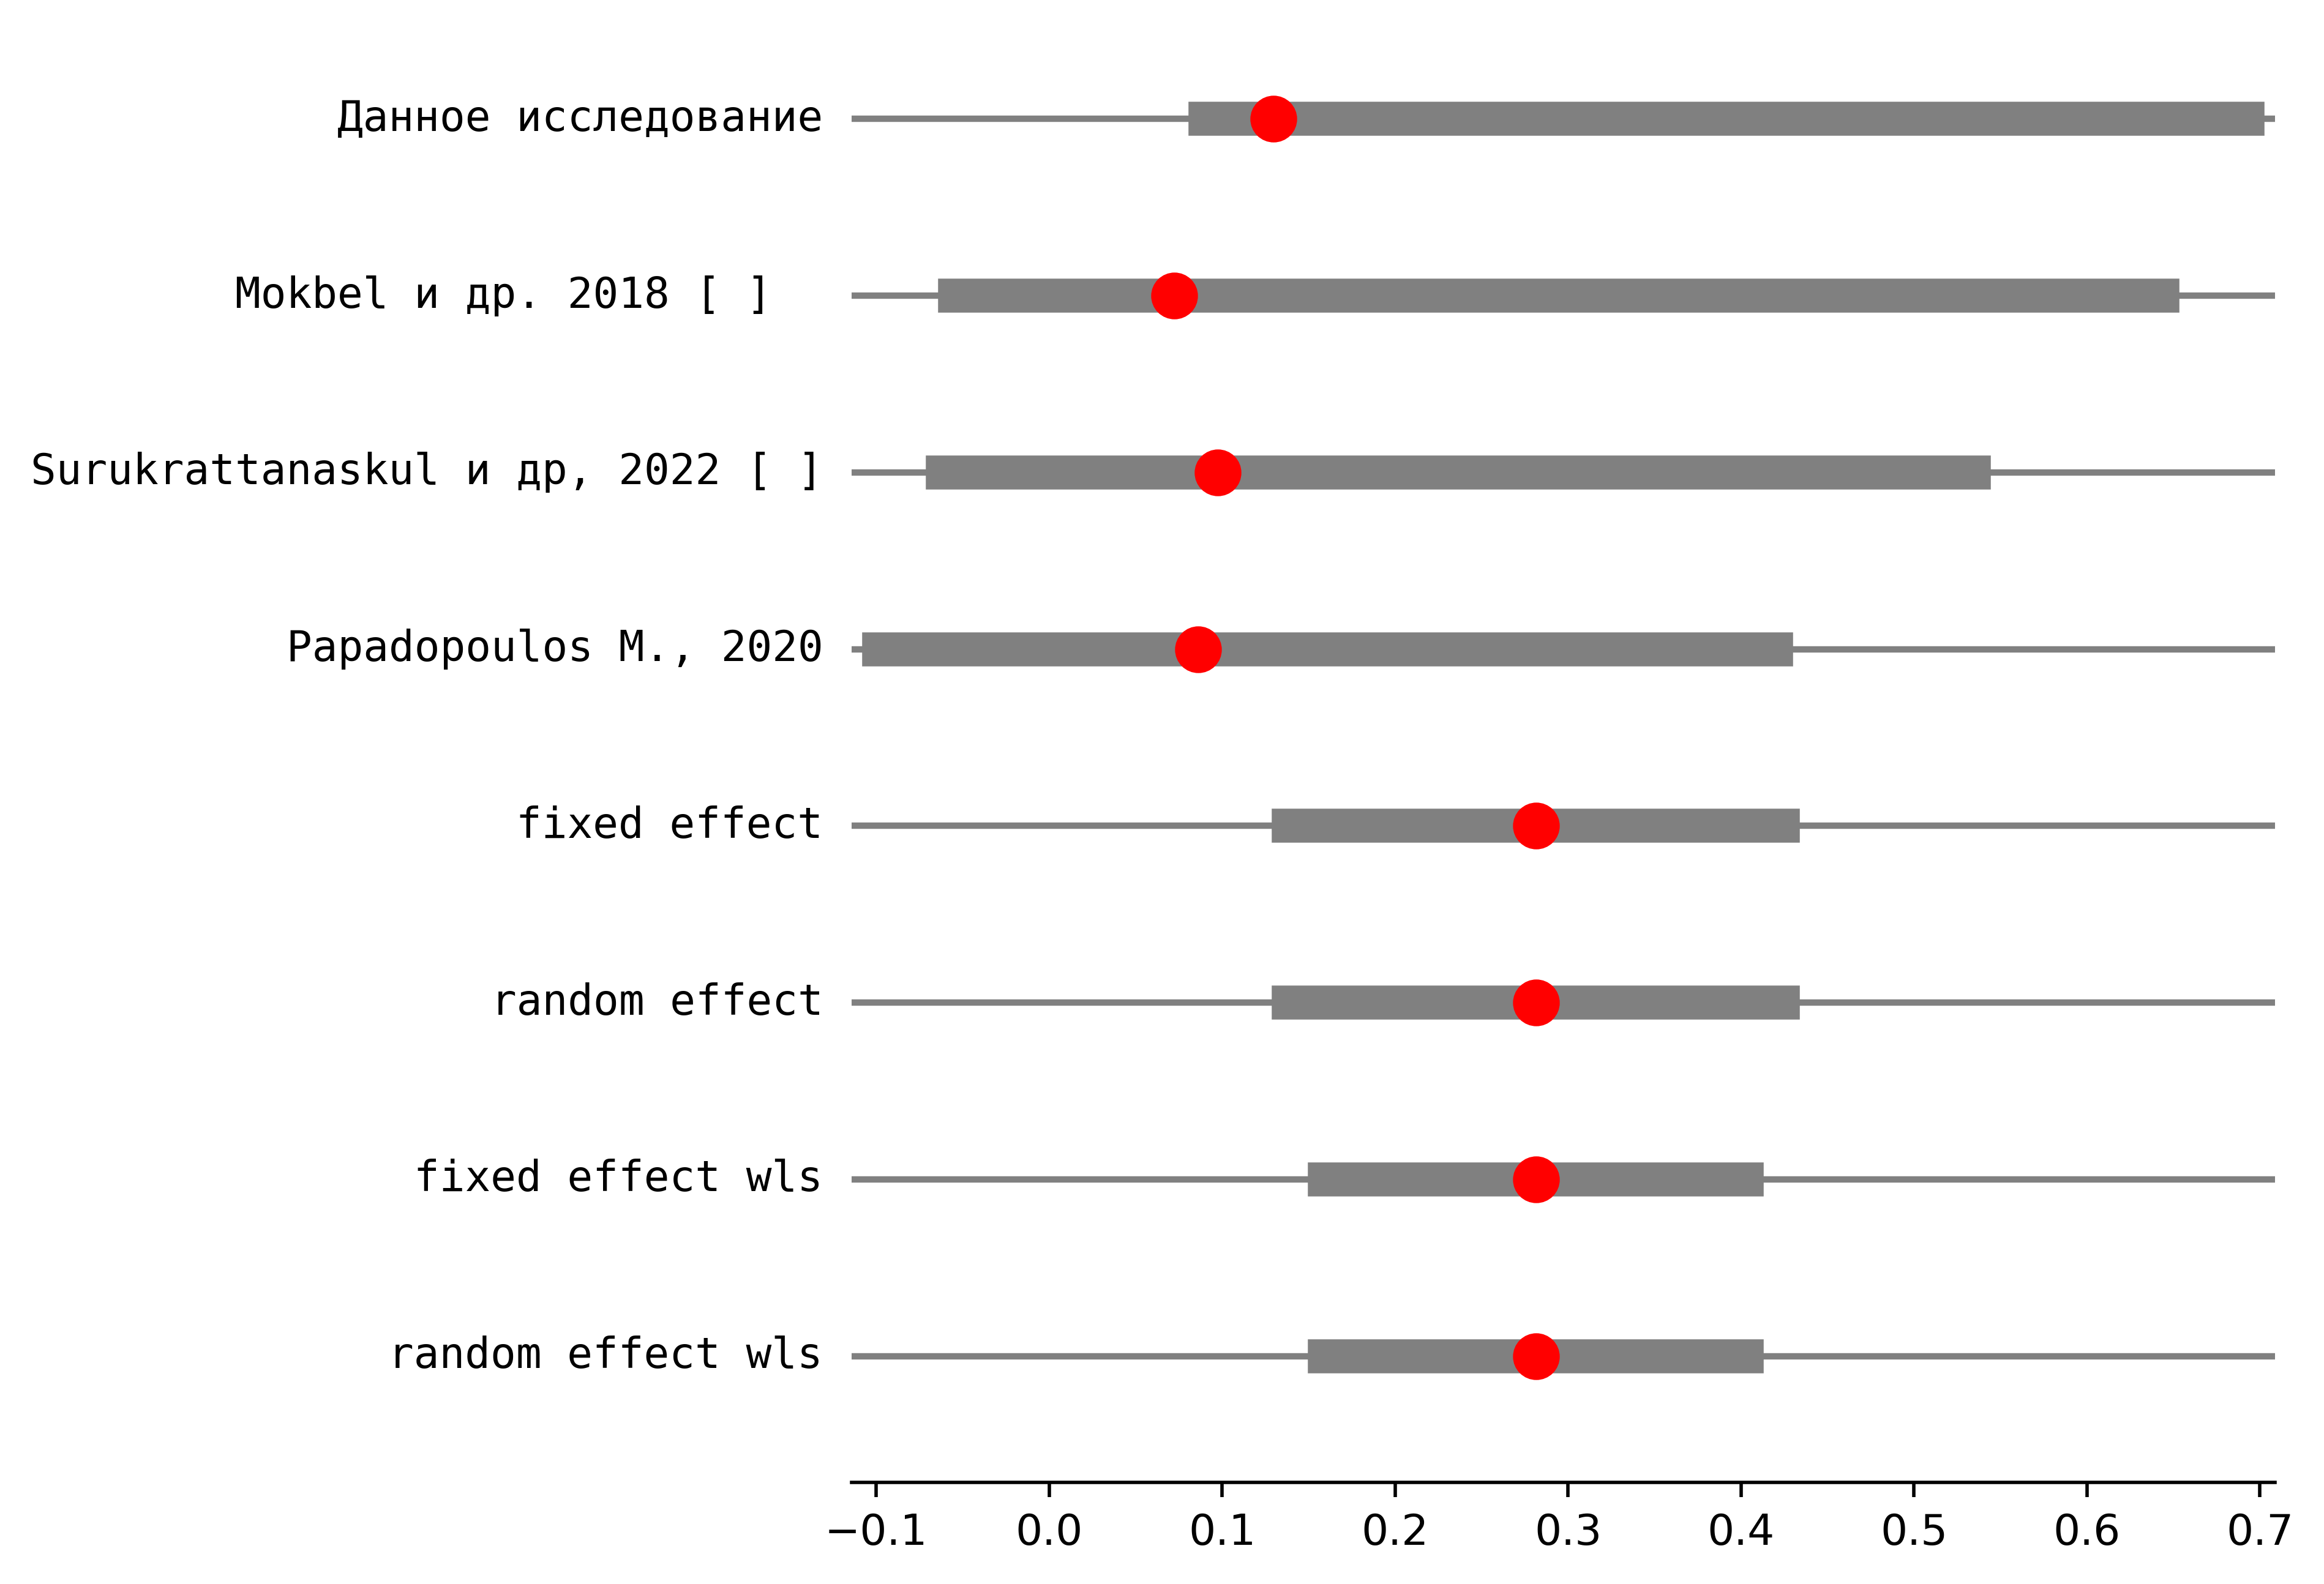 Данное исследование
Mokbel и др. 2018 [ ]
Surukrattanaskul и др, 2022 [ ]
Papadopoulos M., 2020
fixed effect
random effect
fixed effect wls
random effect wls
−0.1 0.0 0.1 0.2 0.3 0.4 0.5 0.6 0.7